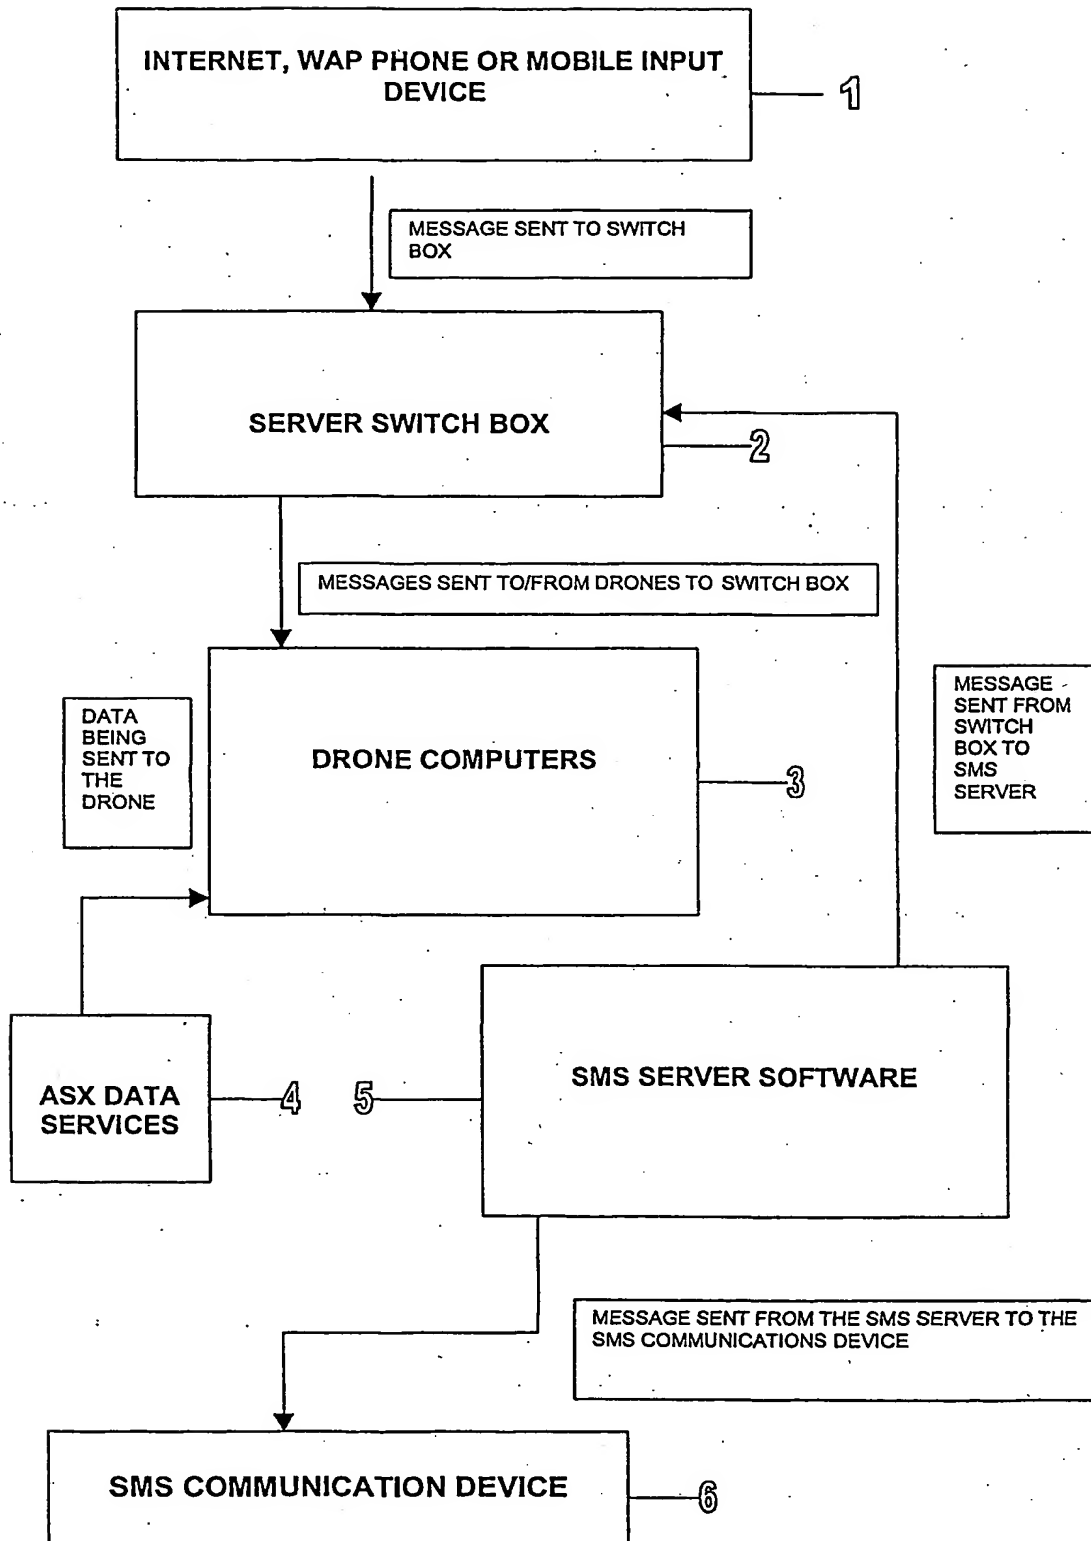 INTERNET, WAP PHONE OR MOBILE INPUT
DEVICE
1
MESSAGE SENT TO SWITCH
BOX
SERVER SWITCH BOX
2
MESSAGES SENT TO/FROM DRONES TO SWITCH BOX
DATA
BEING
SENT TO
THE
DRONE
DRONE COMPUTERS
3
MESSAGE
SENT FROM
SWITCH
BOX TO
SMS
SERVER
ASX DATA
SERVICES
4
5
SMS SERVER SOFTWARE
MESSAGE SENT FROM THE SMS SERVER TO THE
SMS COMMUNICATIONS DEVICE
SMS COMMUNICATION DEVICE
6